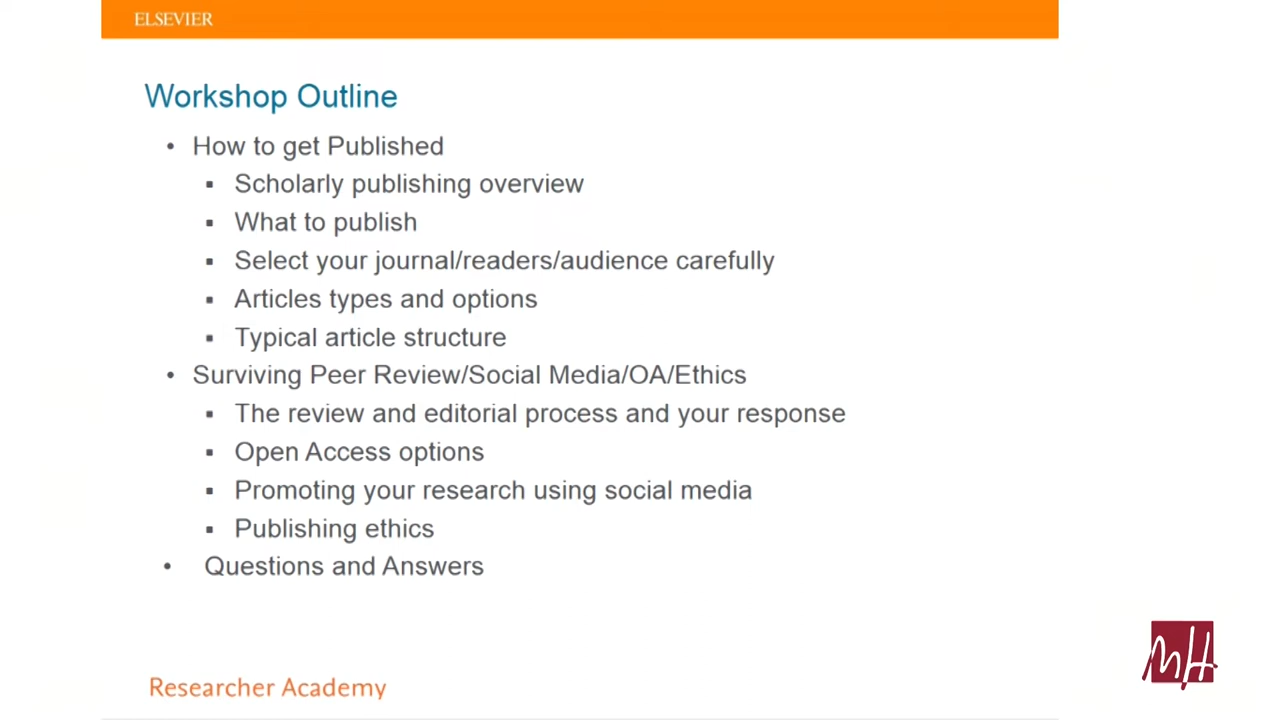 ELSEVIER
Workshop Outline
• How to get Published
▪ Scholarly publishing overview
▪ What to publish
▪ Select your journal/readers/audience carefully
▪ Articles types and options
▪ Typical article structure
• Surviving Peer Review/Social Media/OA/Ethics
▪ The review and editorial process and your response
▪ Open Access options
▪ Promoting your research using social media
▪ Publishing ethics
• Questions and Answers
Researcher Academy
MH